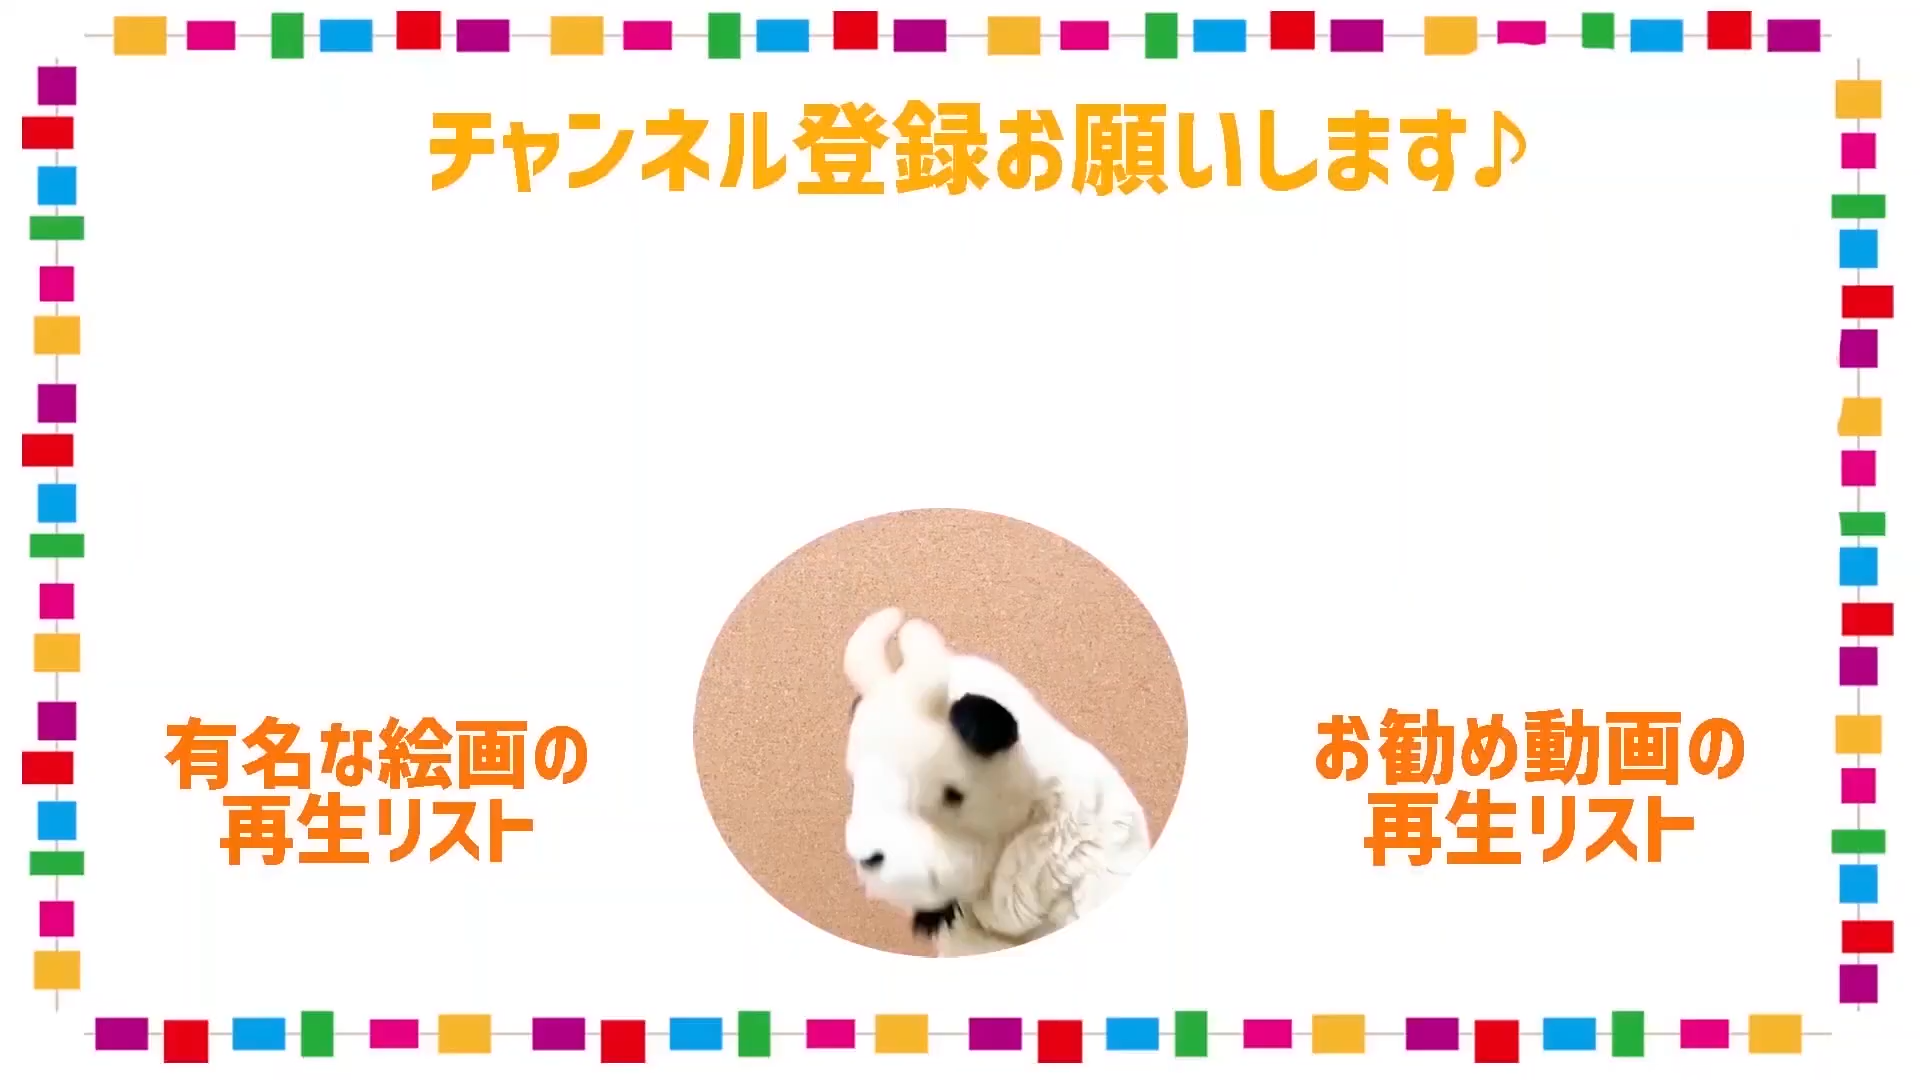 チャンネル登録お願いします♪
有名な絵画の
再生リスト
お勧め動画の
再生リスト